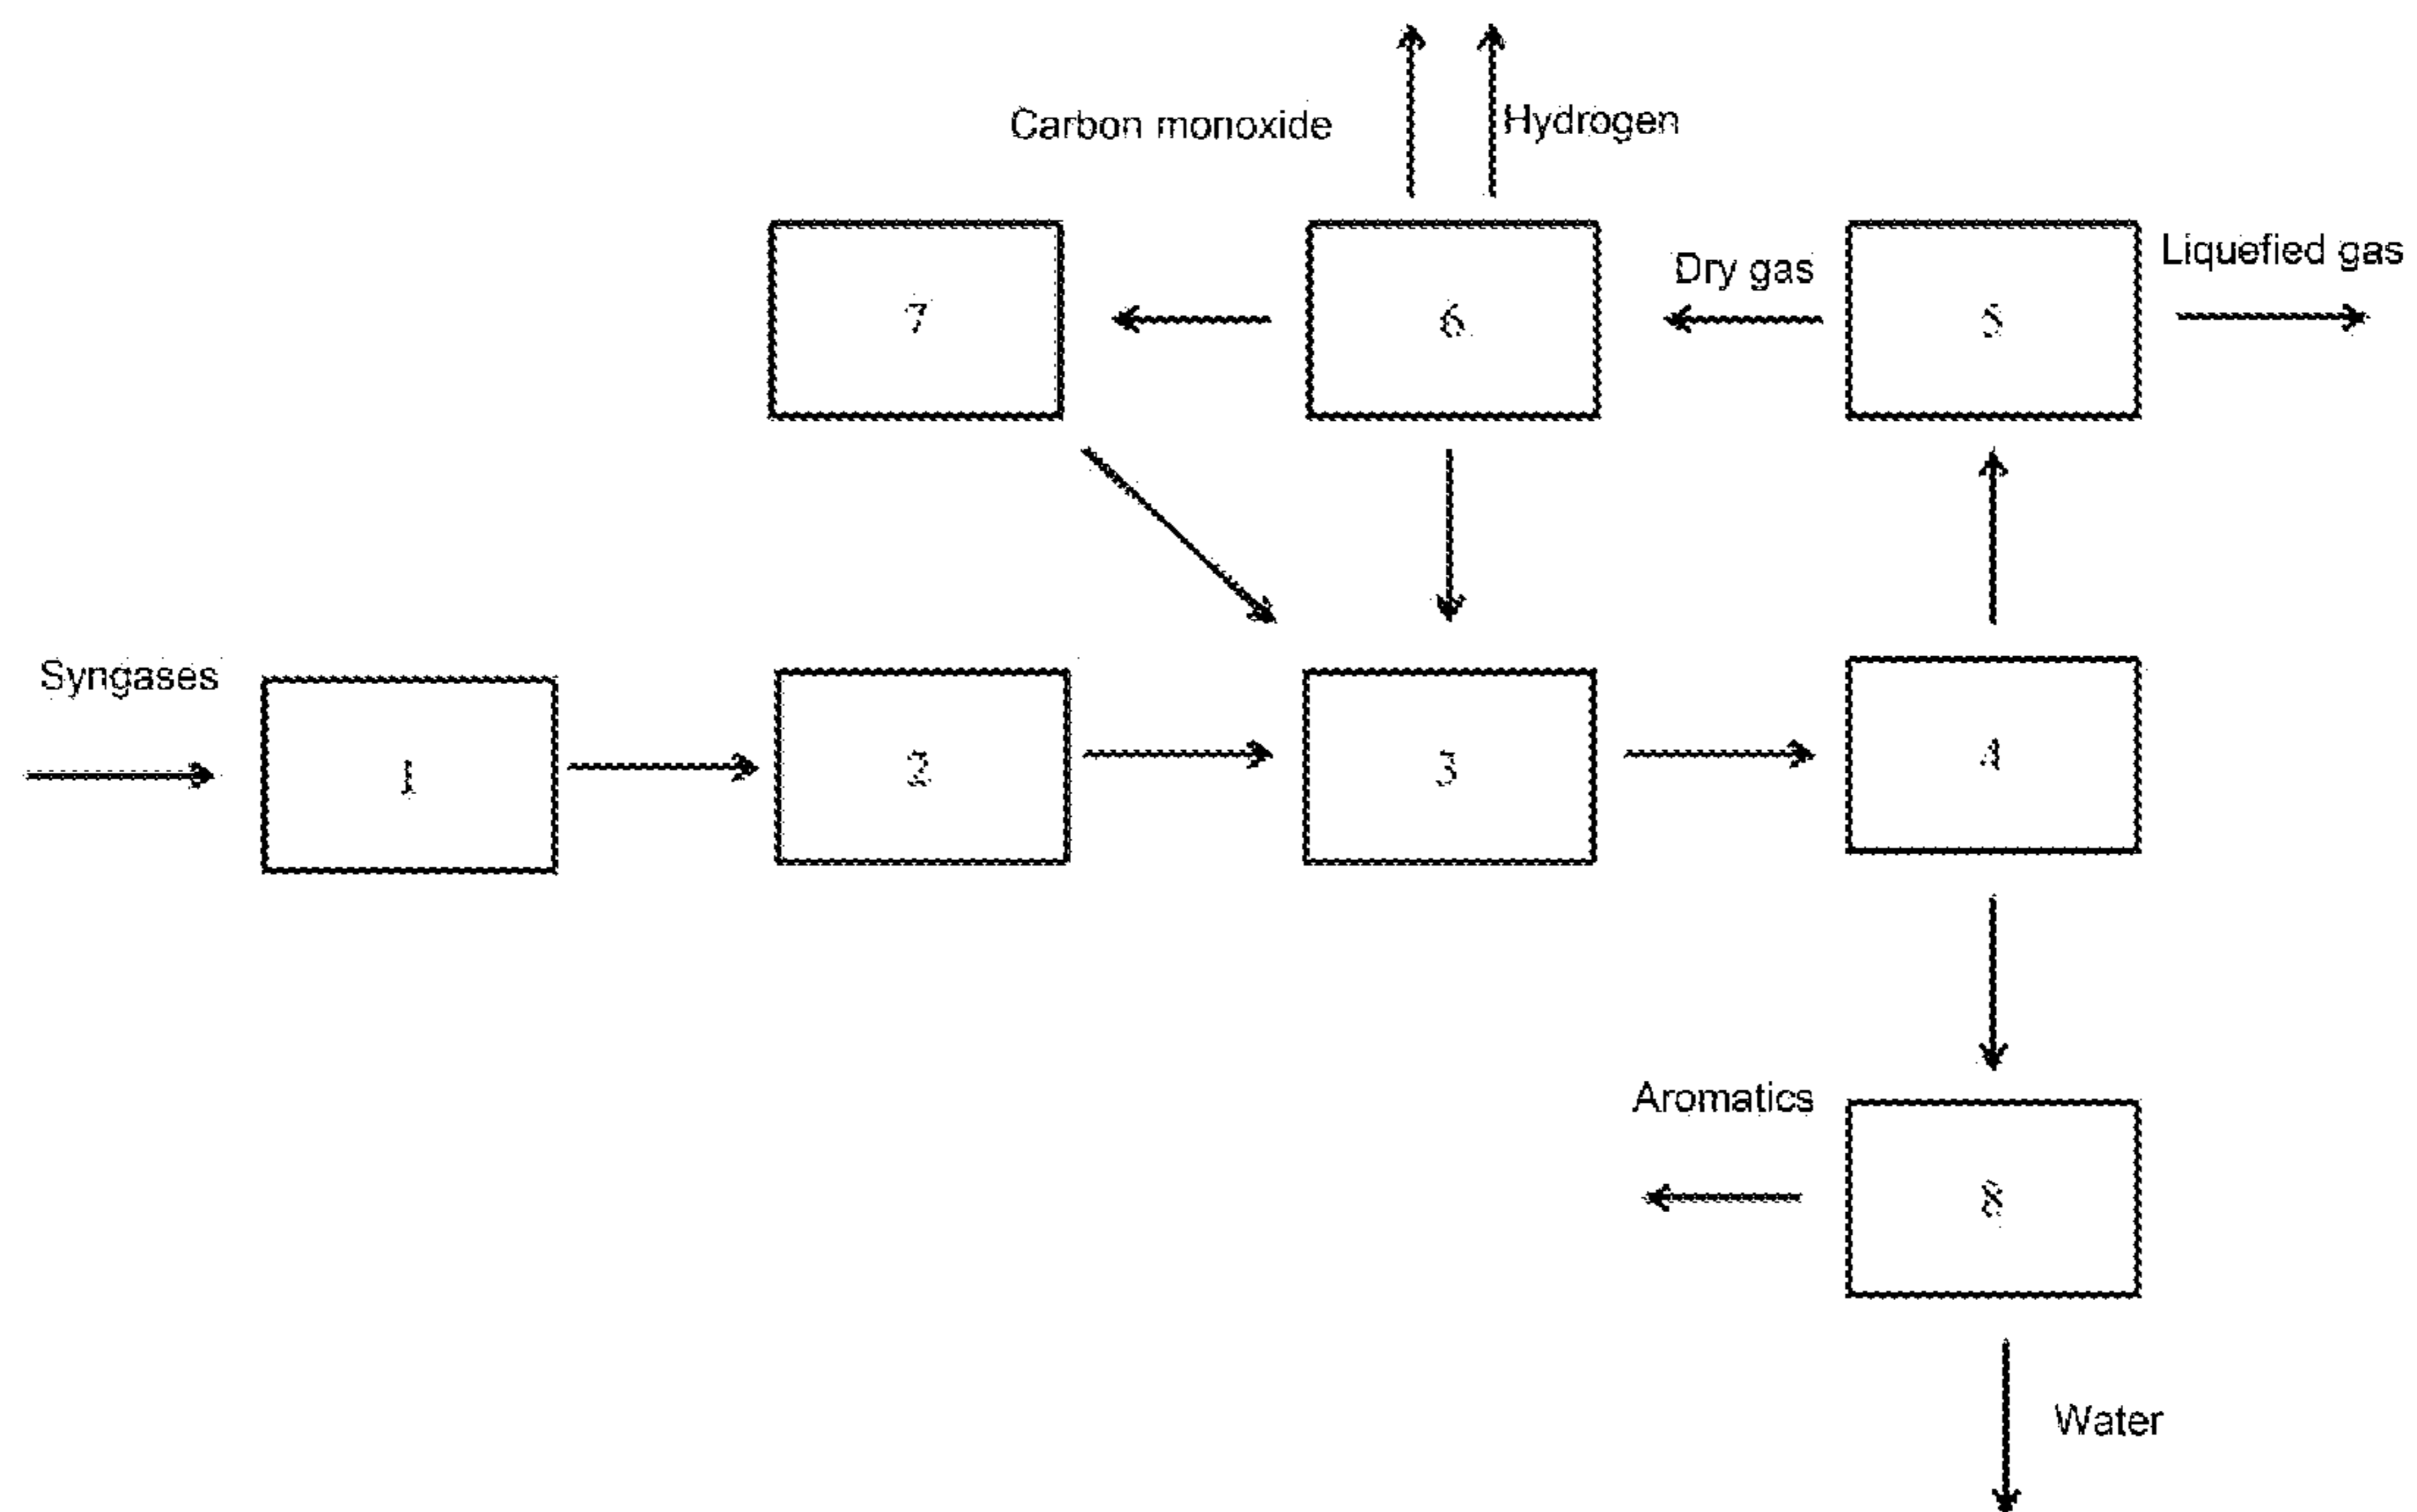 Carbon monoxide
Hydrogen
7
6
Dry gas
5
Liquefied gas
Syngases
1
2
3
4
Aromatics
8
Water